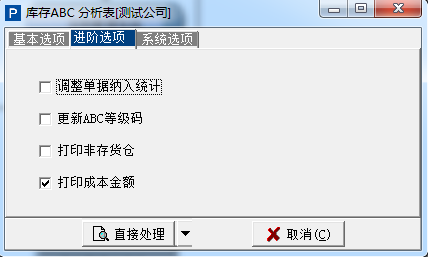 P 库存ABC 分析表[测试公司]
基本选项 进阶选项 系统选项
调整单据纳入统计
更新ABC等级码
打印非存货仓
打印成本金额
直接处理 取消(C)